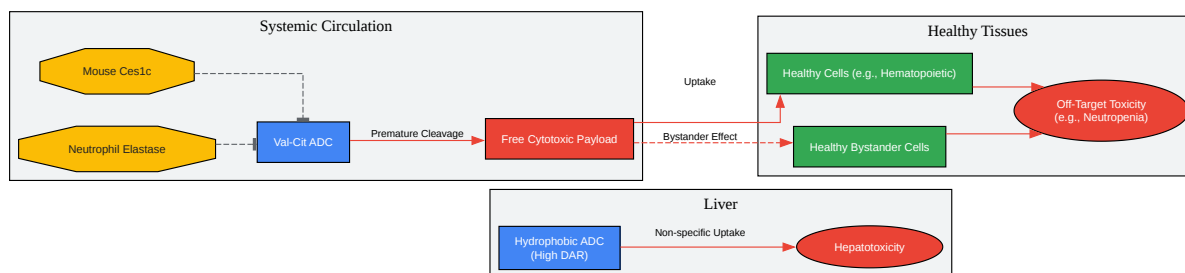 Systemic Circulation
Mouse Ces1c
Neutrophil Elastase
Val-Cit ADC
Premature Cleavage
Free Cytotoxic Payload
Uptake
Bystander Effect
Healthy Tissues
Healthy Cells (e.g., Hematopoietic)
Healthy Bystander Cells
Off-Target Toxicity
(e.g., Neutropenia)
Liver
Hydrophobic ADC
(High DAR)
Non-specific Uptake
Hepatotoxicity